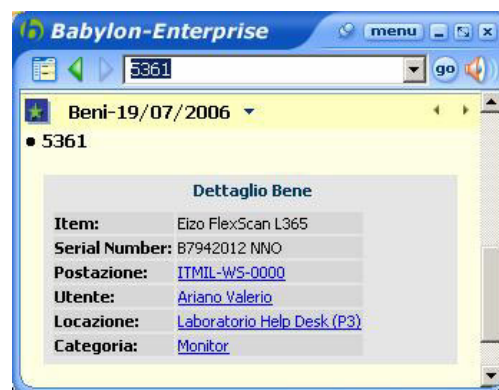 Babylon-Enterprise
menu
5361
go
Beni-19/07/2006
• 5361
Dettaglio Bene
Item: Eizo FlexScan L365
Serial Number: B7942012 NNO
Postazione: ITMIL-WS-0000
Utente: Ariano Valerio
Locazione: Laboratorio Help Desk (P3)
Categoria: Monitor